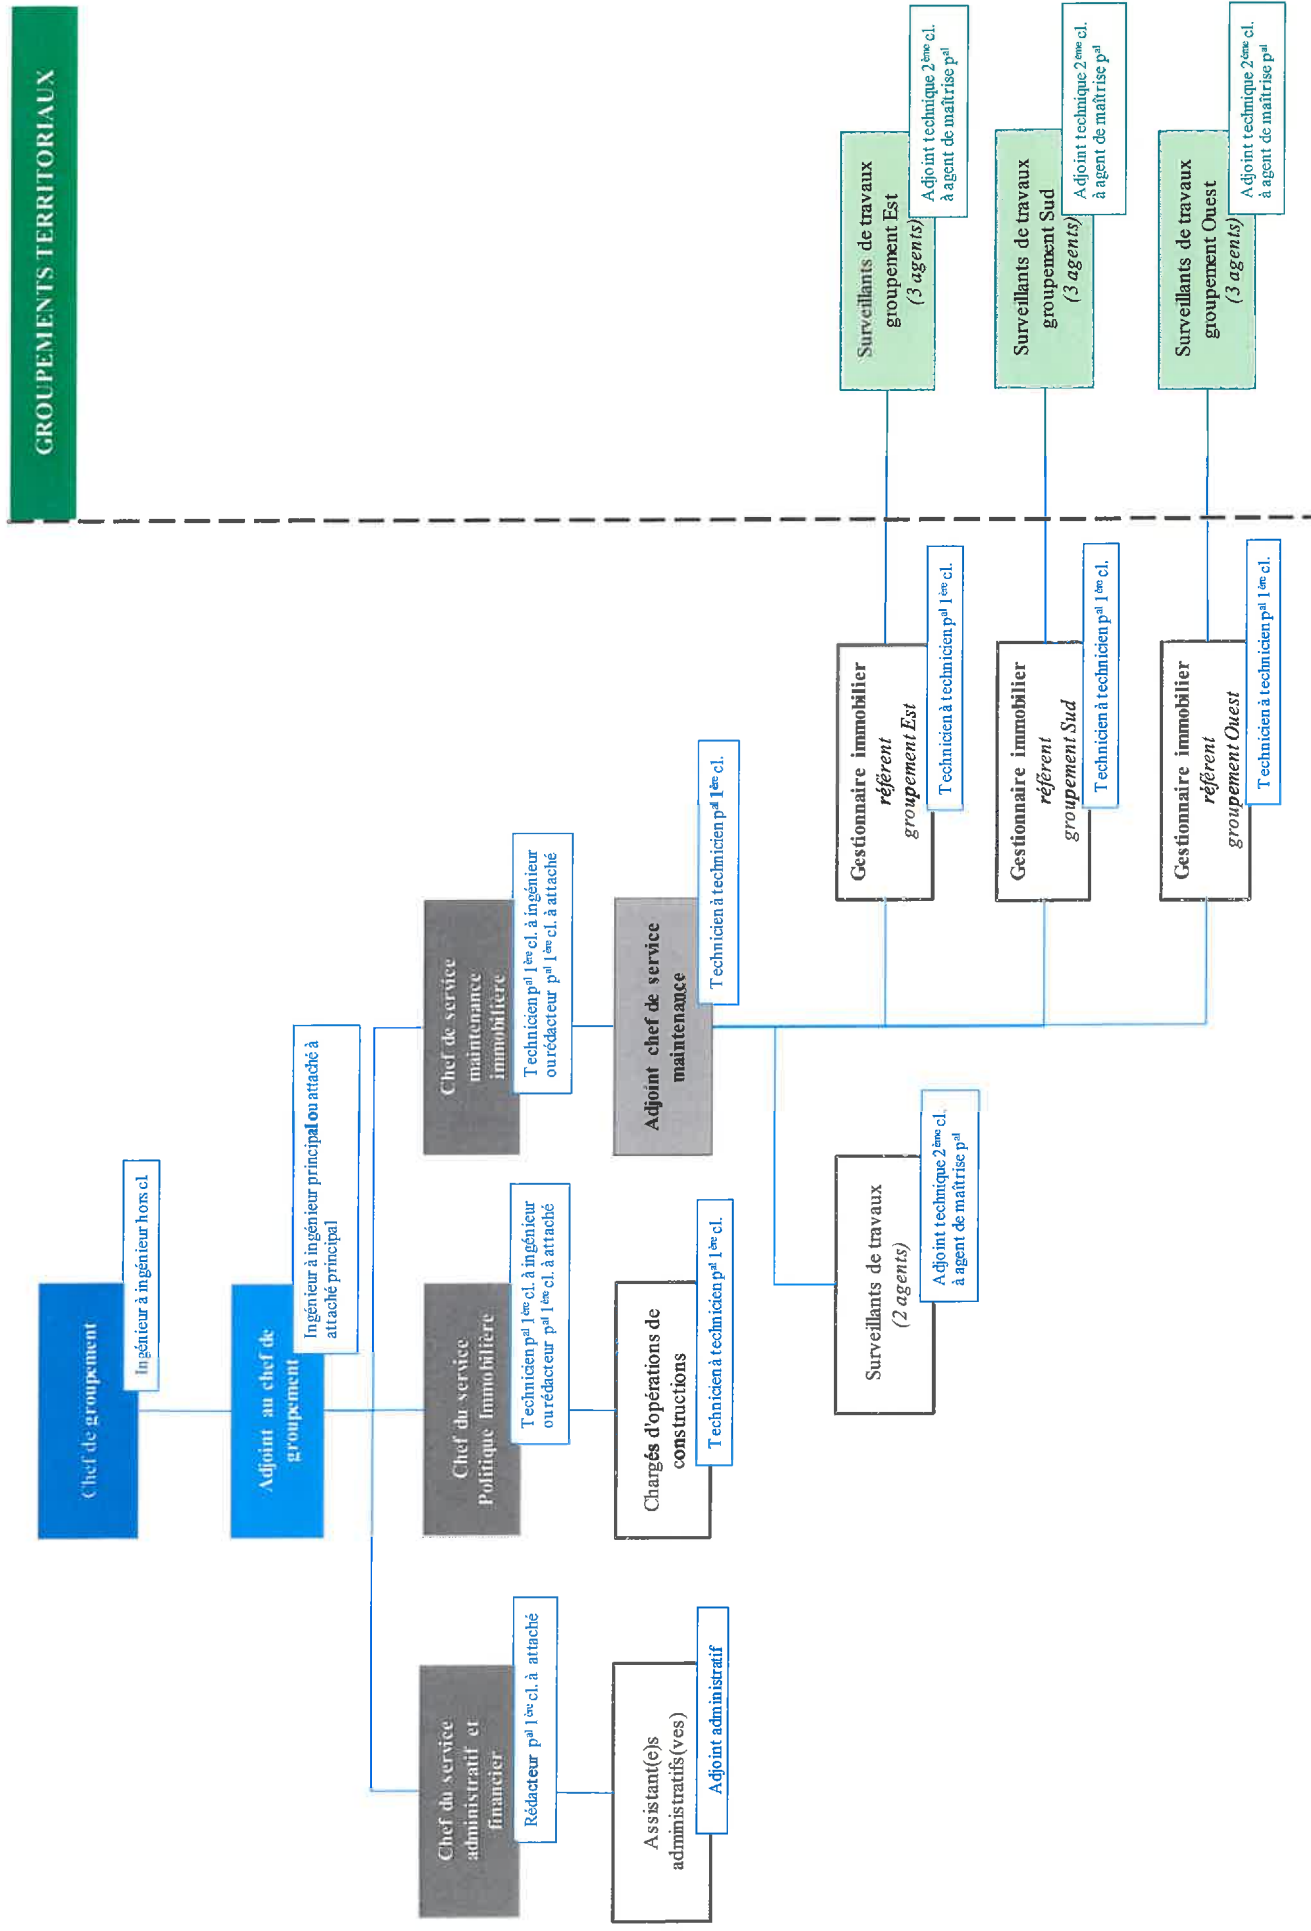 GROUPEMENTS TERRITORIAUX
Chef de groupement
Ingénieur à ingénieur hors cl
Adjoint au chef de
groupement
Ingénieur à ingénieur principal ou attaché à
attaché principal
Chef du service
administratif et
financier
Rédacteur pal 1ère cl. à attaché
Chef du service
Politique Immobilière
Technicien pal 1ère cl. à ingénieur
ou rédacteur pal 1ère cl. à attaché
Chef de service
maintenance
immobilière
Technicien pal 1ère cl. à ingénieur
ou rédacteur pal 1ère cl. à attaché
Assistant(e)s
administratifs(ves)
Adjoint administratif
Chargés d'opérations de
constructions
Technicien à technicien pal 1ère cl.
Adjoint chef de service
maintenance
Technicien à technicien pal 1ère cl.
Surveillants de travaux
(2 agents)
Adjoint technique 2ème cl.
à agent de maîtrise pal
Gestionnaire immobilier
référent
groupement Est
Technicien à technicien pal 1ère cl.
Surveillants de travaux
groupement Est
(3 agents)
Adjoint technique 2ème cl.
à agent de maîtrise pal
Gestionnaire immobilier
référent
groupement Sud
Technicien à technicien pal 1ère cl.
Surveillants de travaux
groupement Sud
(3 agents)
Adjoint technique 2ème cl.
à agent de maîtrise pal
Gestionnaire immobilier
référent
groupement Ouest
Technicien à technicien pal 1ère cl.
Surveillants de travaux
groupement Ouest
(3 agents)
Adjoint technique 2ème cl.
à agent de maîtrise pal